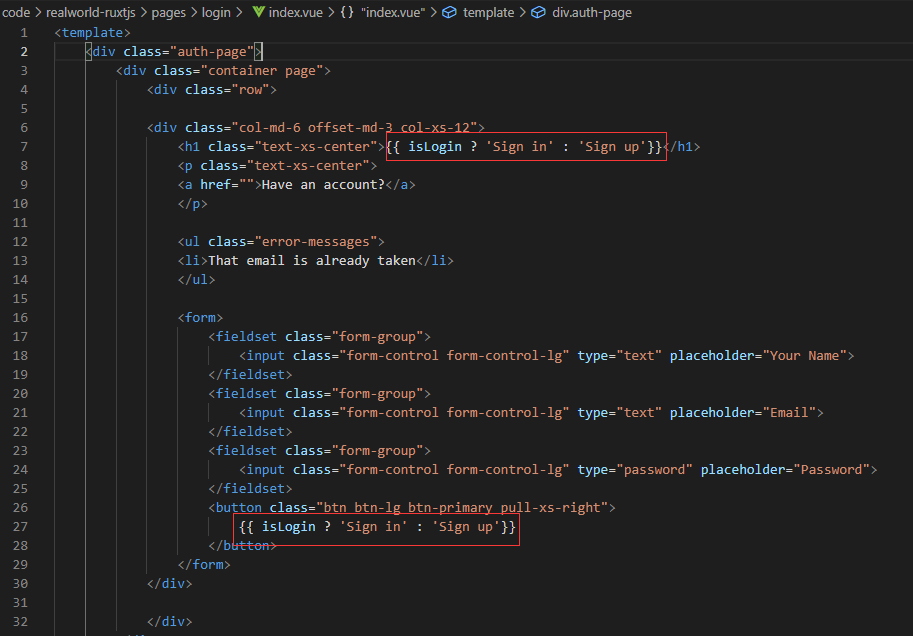 code > realworld-ruxtjs > pages > login > index.vue > {} "index.vue" > template > div.auth-page
1 <template>
2 <div class="auth-page">
3 <div class="container page">
4 <div class="row">
5
6 <div class="col-md-6 offset-md-3 col-xs-12">
7 <h1 class="text-xs-center">{{ isLogin ? 'Sign in' : 'Sign up'}}</h1>
8 <p class="text-xs-center">
9 <a href="">Have an account?</a>
10 </p>
11
12 <ul class="error-messages">
13 <li>That email is already taken</li>
14 </ul>
15
16 <form>
17 <fieldset class="form-group">
18 <input class="form-control form-control-lg" type="text" placeholder="Your Name">
19 </fieldset>
20 <fieldset class="form-group">
21 <input class="form-control form-control-lg" type="text" placeholder="Email">
22 </fieldset>
23 <fieldset class="form-group">
24 <input class="form-control form-control-lg" type="password" placeholder="Password">
25 </fieldset>
26 <button class="btn btn-lg btn-primary pull-xs-right">
27 {{ isLogin ? 'Sign in' : 'Sign up'}}
28 </button>
29 </form>
30 </div>
31
32 </div>